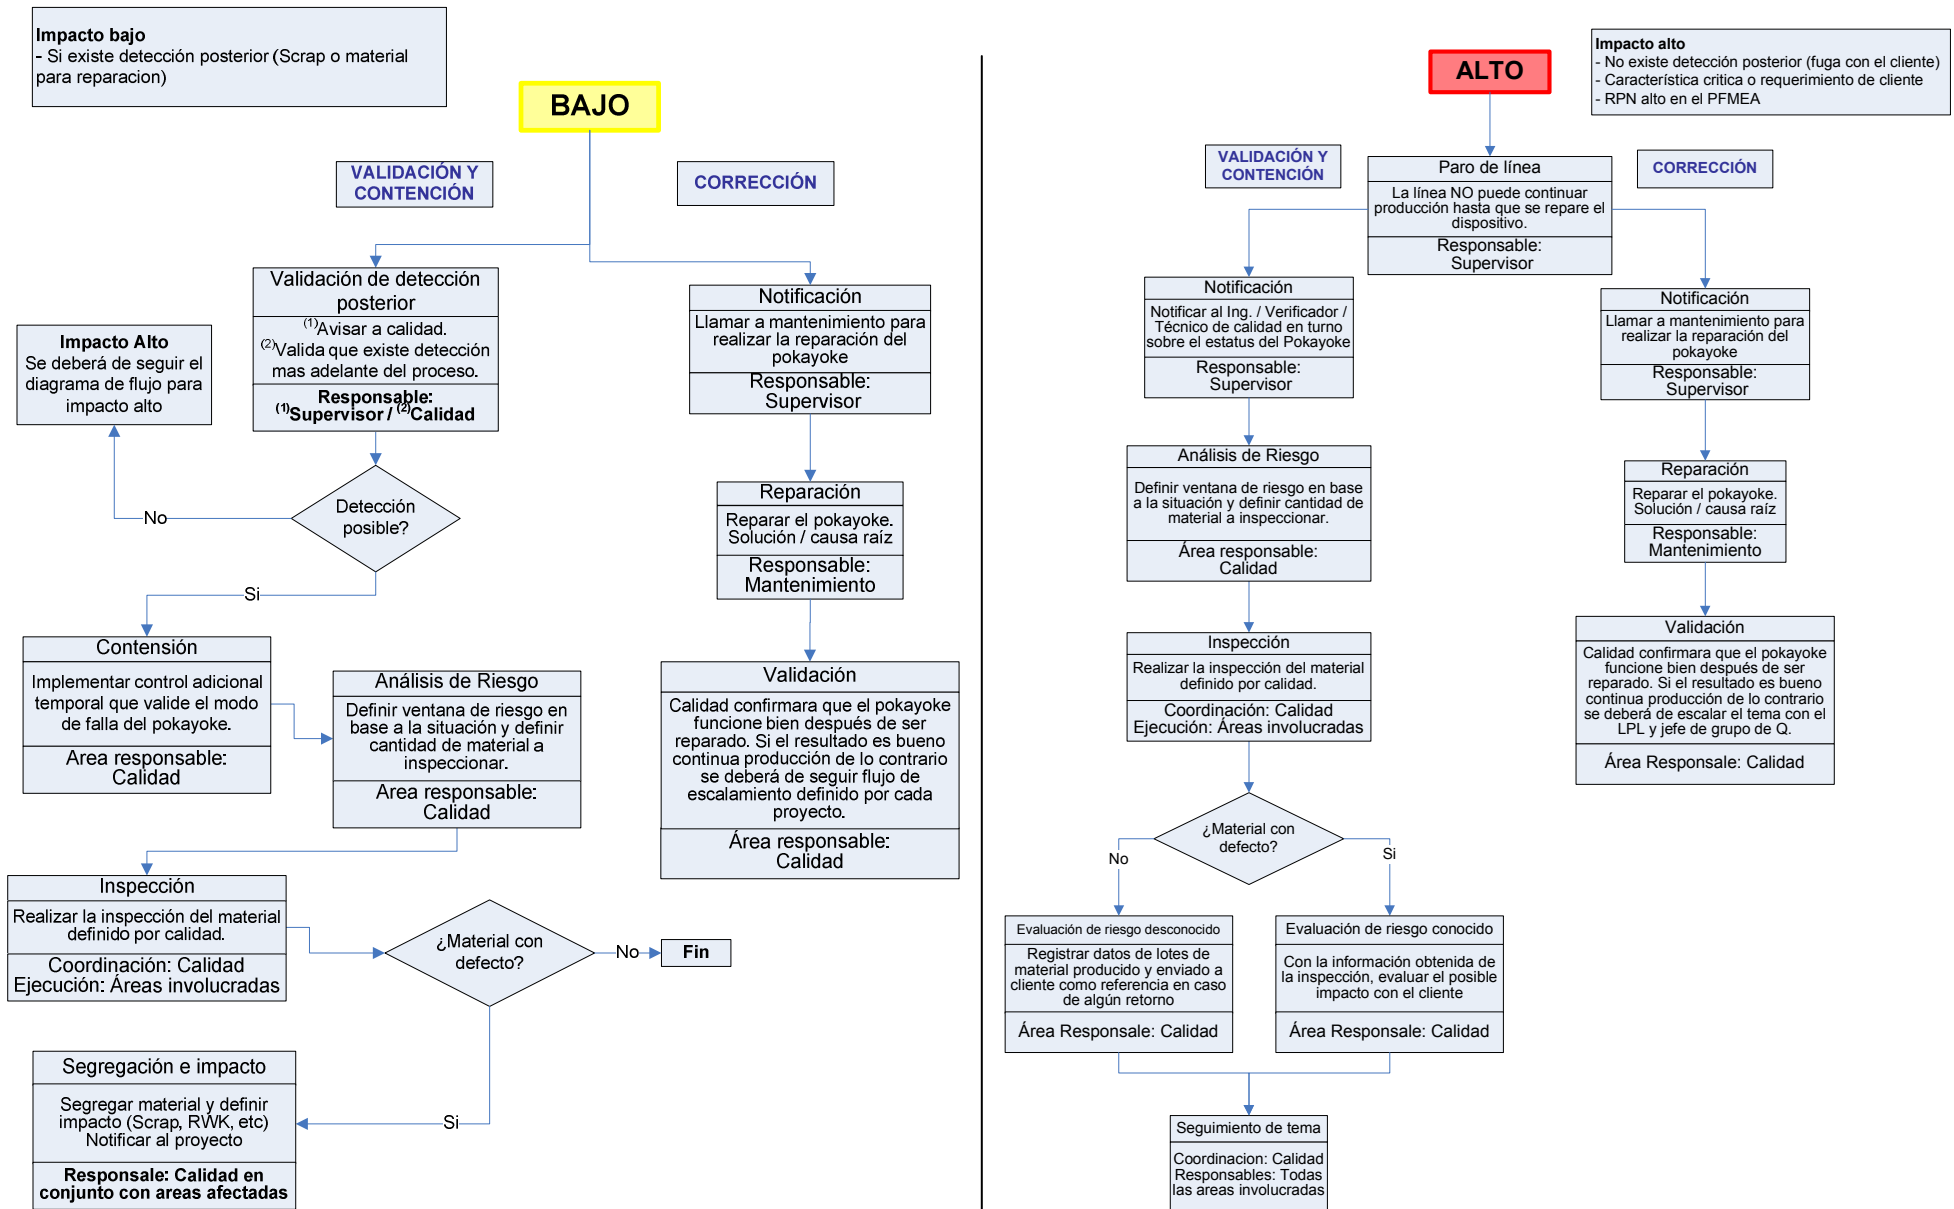 Impacto bajo
- Si existe detección posterior (Scrap o material
para reparacion)
BAJO
VALIDACIÓN Y
CONTENCIÓN
CORRECCIÓN
Validación de detección
posterior
(1)Avisar a calidad.
(2)Valida que existe detección
mas adelante del proceso.
Responsable:
(1)Supervisor / (2)Calidad
Impacto Alto
Se deberá de seguir el
diagrama de flujo para
impacto alto
Detección
posible?
No
Si
Contensión
Implementar control adicional
temporal que valide el modo
de falla del pokayoke.
Area responsable:
Calidad
Análisis de Riesgo
Definir ventana de riesgo en
base a la situación y definir
cantidad de material a
inspeccionar.
Area responsable:
Calidad
Inspección
Realizar la inspección del material
definido por calidad.
Coordinación: Calidad
Ejecución: Áreas involucradas
¿Material con
defecto?
No
Fin
Si
Segregación e impacto
Segregar material y definir
impacto (Scrap, RWK, etc)
Notificar al proyecto
Responsale: Calidad en
conjunto con areas afectadas
Notificación
Llamar a mantenimiento para
realizar la reparación del
pokayoke
Responsable:
Supervisor
Reparación
Reparar el pokayoke.
Solución / causa raíz
Responsable:
Mantenimiento
Validación
Calidad confirmara que el pokayoke
funcione bien después de ser
reparado. Si el resultado es bueno
continua producción de lo contrario
se deberá de seguir flujo de
escalamiento definido por cada
proyecto.
Área responsable:
Calidad
ALTO
Impacto alto
- No existe detección posterior (fuga con el cliente)
- Característica critica o requerimiento de cliente
- RPN alto en el PFMEA
VALIDACIÓN Y
CONTENCIÓN
CORRECCIÓN
Paro de línea
La línea NO puede continuar
producción hasta que se repare el
dispositivo.
Responsable:
Supervisor
Notificación
Notificar al Ing. / Verificador /
Técnico de calidad en turno
sobre el estatus del Pokayoke
Responsable:
Supervisor
Análisis de Riesgo
Definir ventana de riesgo en base
a la situación y definir cantidad de
material a inspeccionar.
Área responsable:
Calidad
Inspección
Realizar la inspección del material
definido por calidad.
Coordinación: Calidad
Ejecución: Áreas involucradas
¿Material con
defecto?
No
Si
Evaluación de riesgo desconocido
Registrar datos de lotes de
material producido y enviado a
cliente como referencia en caso
de algún retorno
Área Responsale: Calidad
Evaluación de riesgo conocido
Con la información obtenida de
la inspección, evaluar el posible
impacto con el cliente
Área Responsale: Calidad
Seguimiento de tema
Coordinacion: Calidad
Responsables: Todas
las areas involucradas
Notificación
Llamar a mantenimiento para
realizar la reparación del
pokayoke
Responsable:
Supervisor
Reparación
Reparar el pokayoke.
Solución / causa raíz
Responsable:
Mantenimiento
Validación
Calidad confirmara que el pokayoke
funcione bien después de ser
reparado. Si el resultado es bueno
continua producción de lo contrario
se deberá de escalar el tema con el
LPL y jefe de grupo de Q.
Área Responsale: Calidad